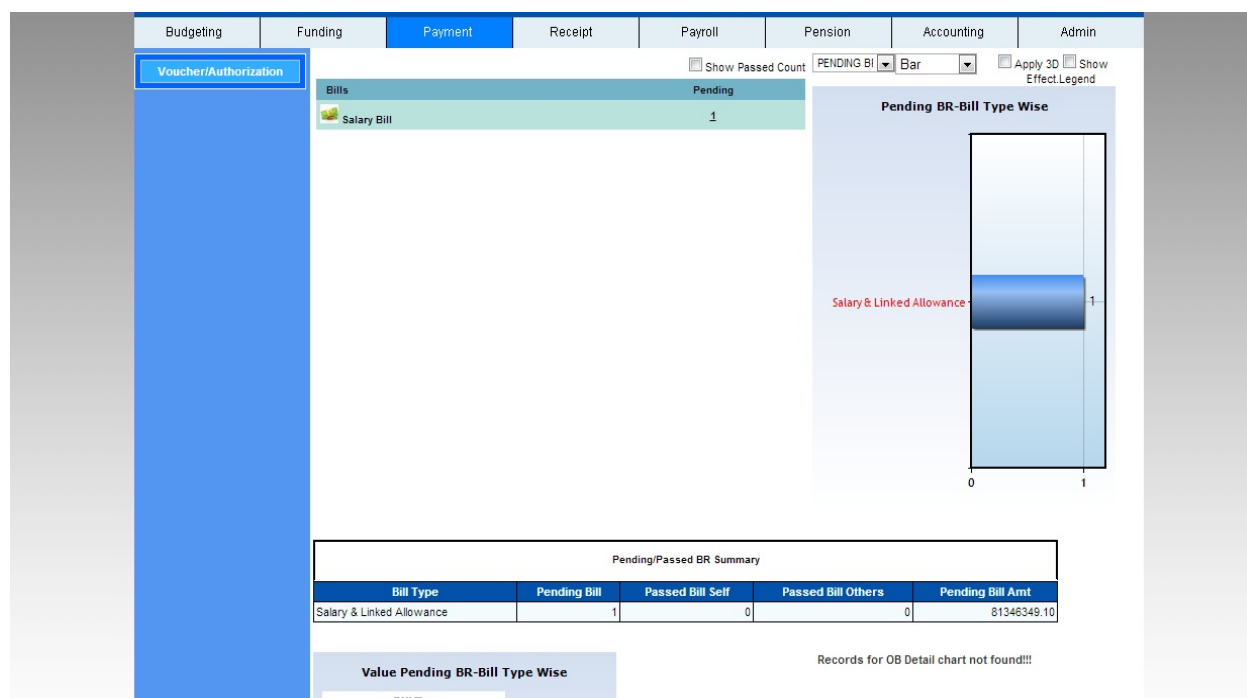 Budgeting Funding Payment Receipt Payroll Pension Accounting Admin
Voucher/Authorization
Show Passed Count PENDING BI Bar Apply 3D Show
Effect.Legend
Bills Pending
Salary Bill 1
Pending BR-Bill Type Wise
Salary & Linked Allowance 1
0 1
Pending/Passed BR Summary
Bill Type Pending Bill Passed Bill Self Passed Bill Others Pending Bill Amt
Salary & Linked Allowance 1 0 0 81346349.10
Records for OB Detail chart not found!!!
Value Pending BR-Bill Type Wise